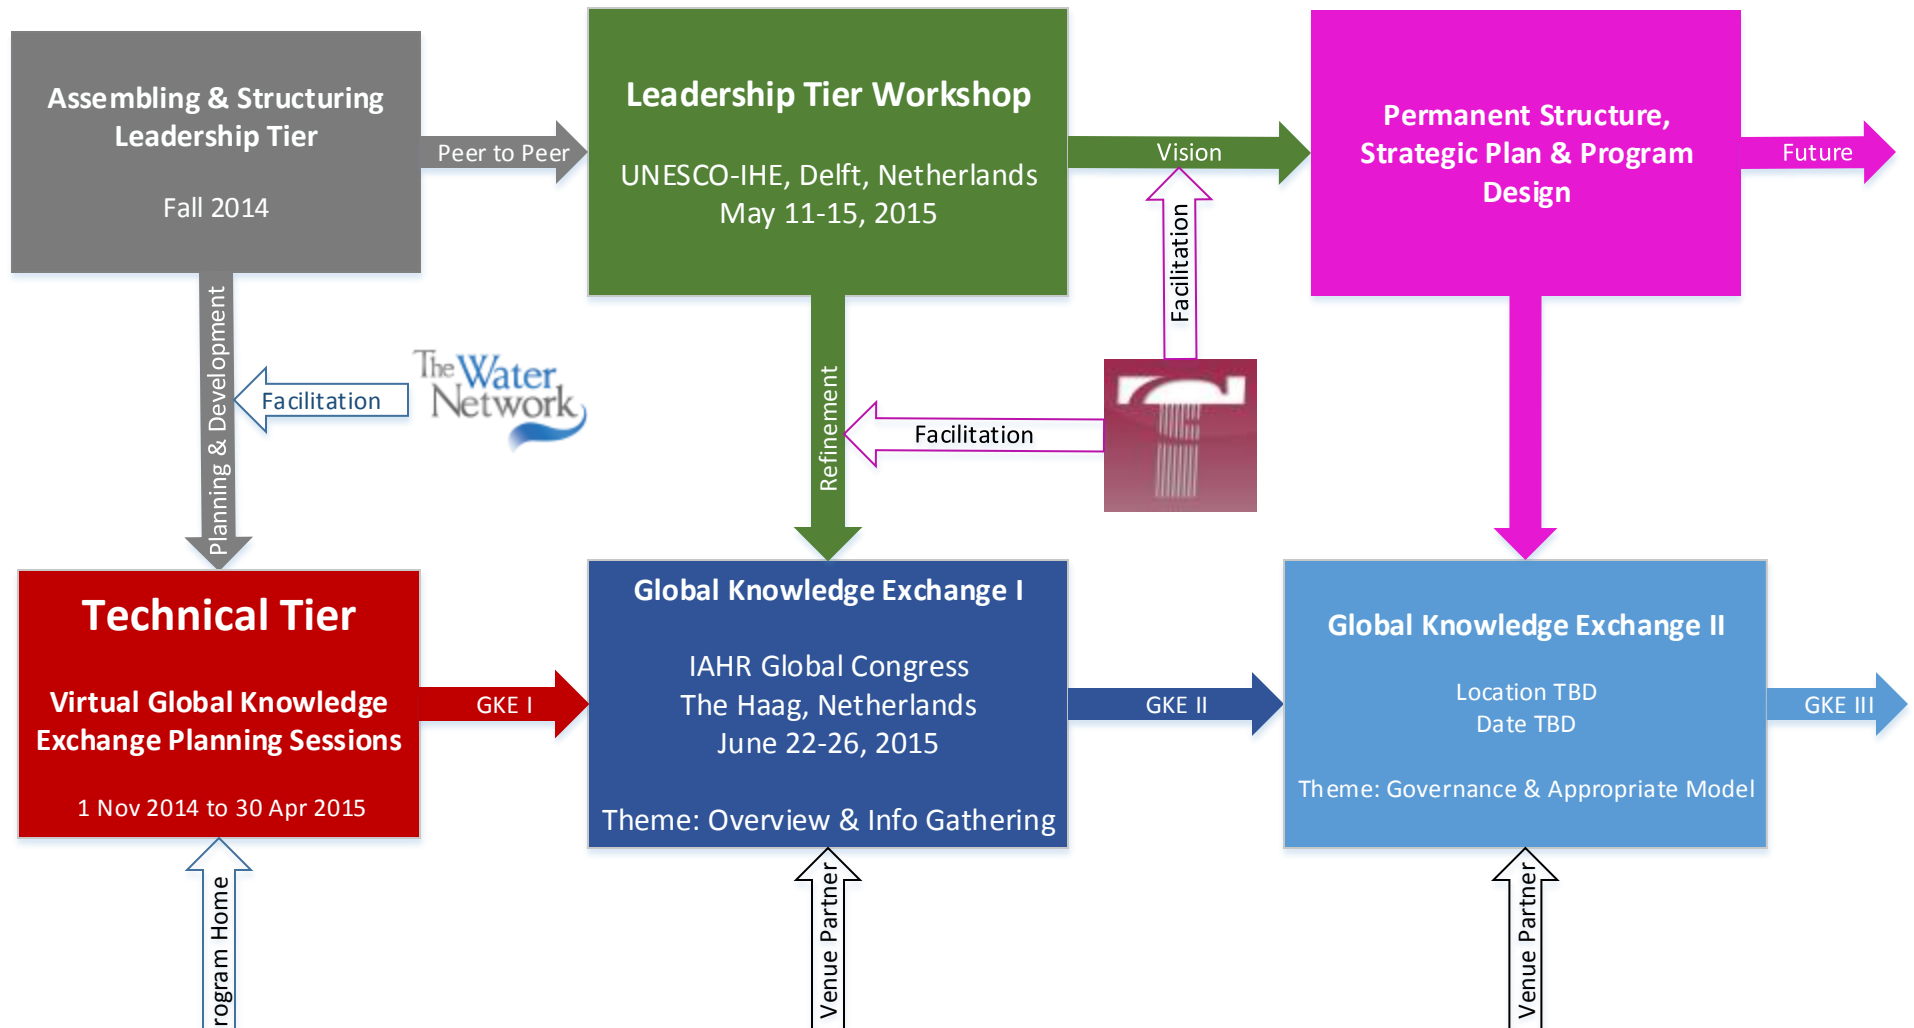 Assembling & Structuring
Leadership Tier
Fall 2014
Peer to Peer
Leadership Tier Workshop
UNESCO-IHE, Delft, Netherlands
May 11-15, 2015
Vision
Permanent Structure,
Strategic Plan & Program
Design
Future
Planning & Development
Facilitation
The Water
Network
Refinement
Facilitation
Facilitation
Technical Tier
Virtual Global Knowledge
Exchange Planning Sessions
1 Nov 2014 to 30 Apr 2015
GKE I
Global Knowledge Exchange I
IAHR Global Congress
The Haag, Netherlands
June 22-26, 2015
Theme: Overview & Info Gathering
GKE II
Global Knowledge Exchange II
Location TBD
Date TBD
Theme: Governance & Appropriate Model
GKE III
rogram Home
Venue Partner
Venue Partner